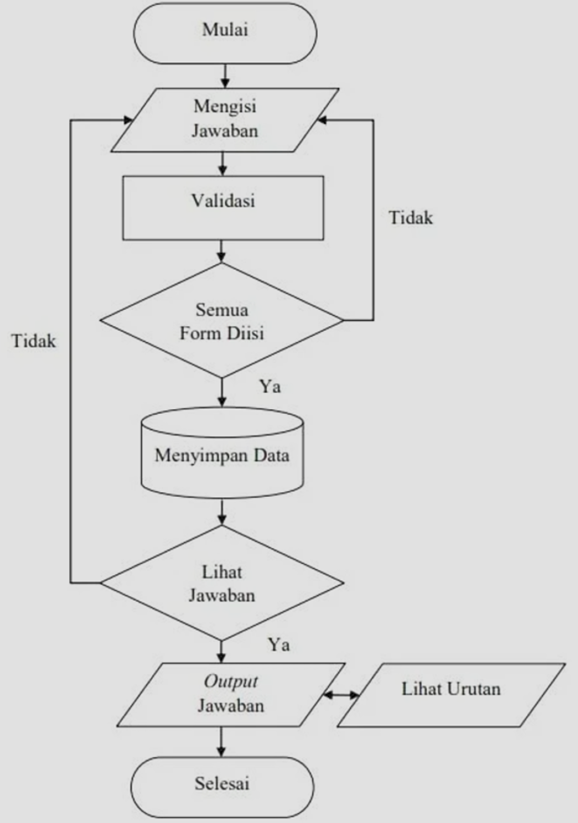 Mulai
Mengisi
Jawaban
Validasi
Tidak
Semua
Form Diisi
Tidak
Ya
Menyimpan Data
Lihat
Jawaban
Ya
Output
Jawaban
Lihat Urutan
Selesai